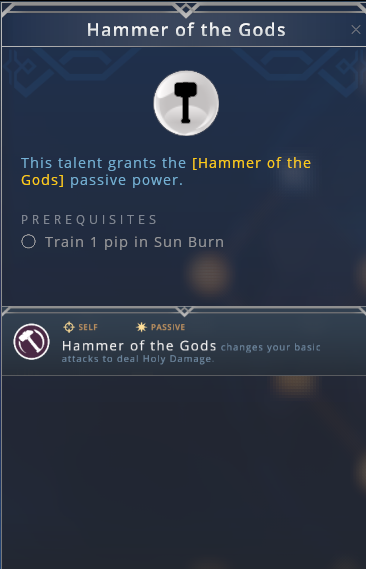 Hammer of the Gods
This talent grants the [Hammer of the
Gods] passive power.
PREREQUISITES
Train 1 pip in Sun Burn
SELF PASSIVE
Hammer of the Gods changes your basic
attacks to deal Holy Damage.